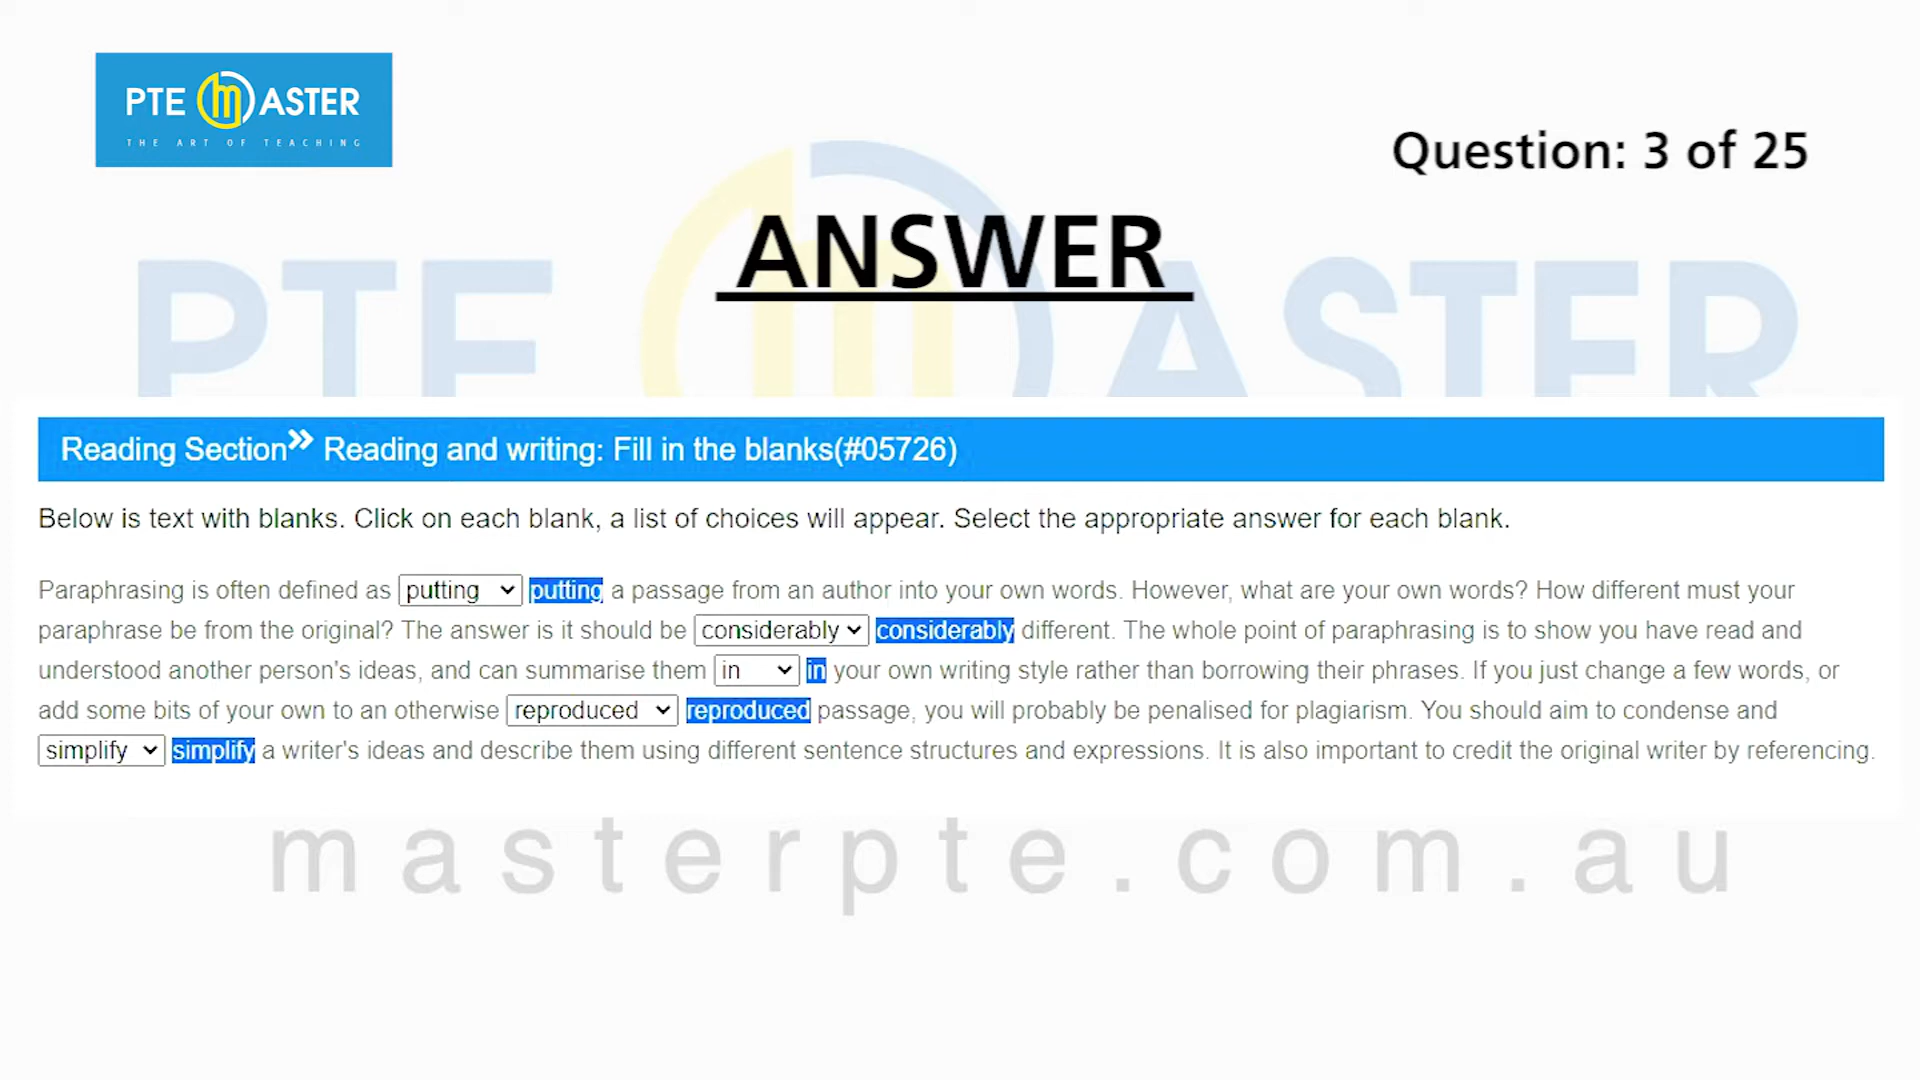 PTE MASTER
THE ART OF TEACHING
Question: 3 of 25
ANSWER
PTE MASTER
Reading Section» Reading and writing: Fill in the blanks(#05726)
Below is text with blanks. Click on each blank, a list of choices will appear. Select the appropriate answer for each blank.
Paraphrasing is often defined as putting putting a passage from an author into your own words. However, what are your own words? How different must your
paraphrase be from the original? The answer is it should be considerably considerably different. The whole point of paraphrasing is to show you have read and
understood another person's ideas, and can summarise them in in your own writing style rather than borrowing their phrases. If you just change a few words, or
add some bits of your own to an otherwise reproduced reproduced passage, you will probably be penalised for plagiarism. You should aim to condense and
simplify simplify a writer's ideas and describe them using different sentence structures and expressions. It is also important to credit the original writer by referencing.
masterpte.com.au